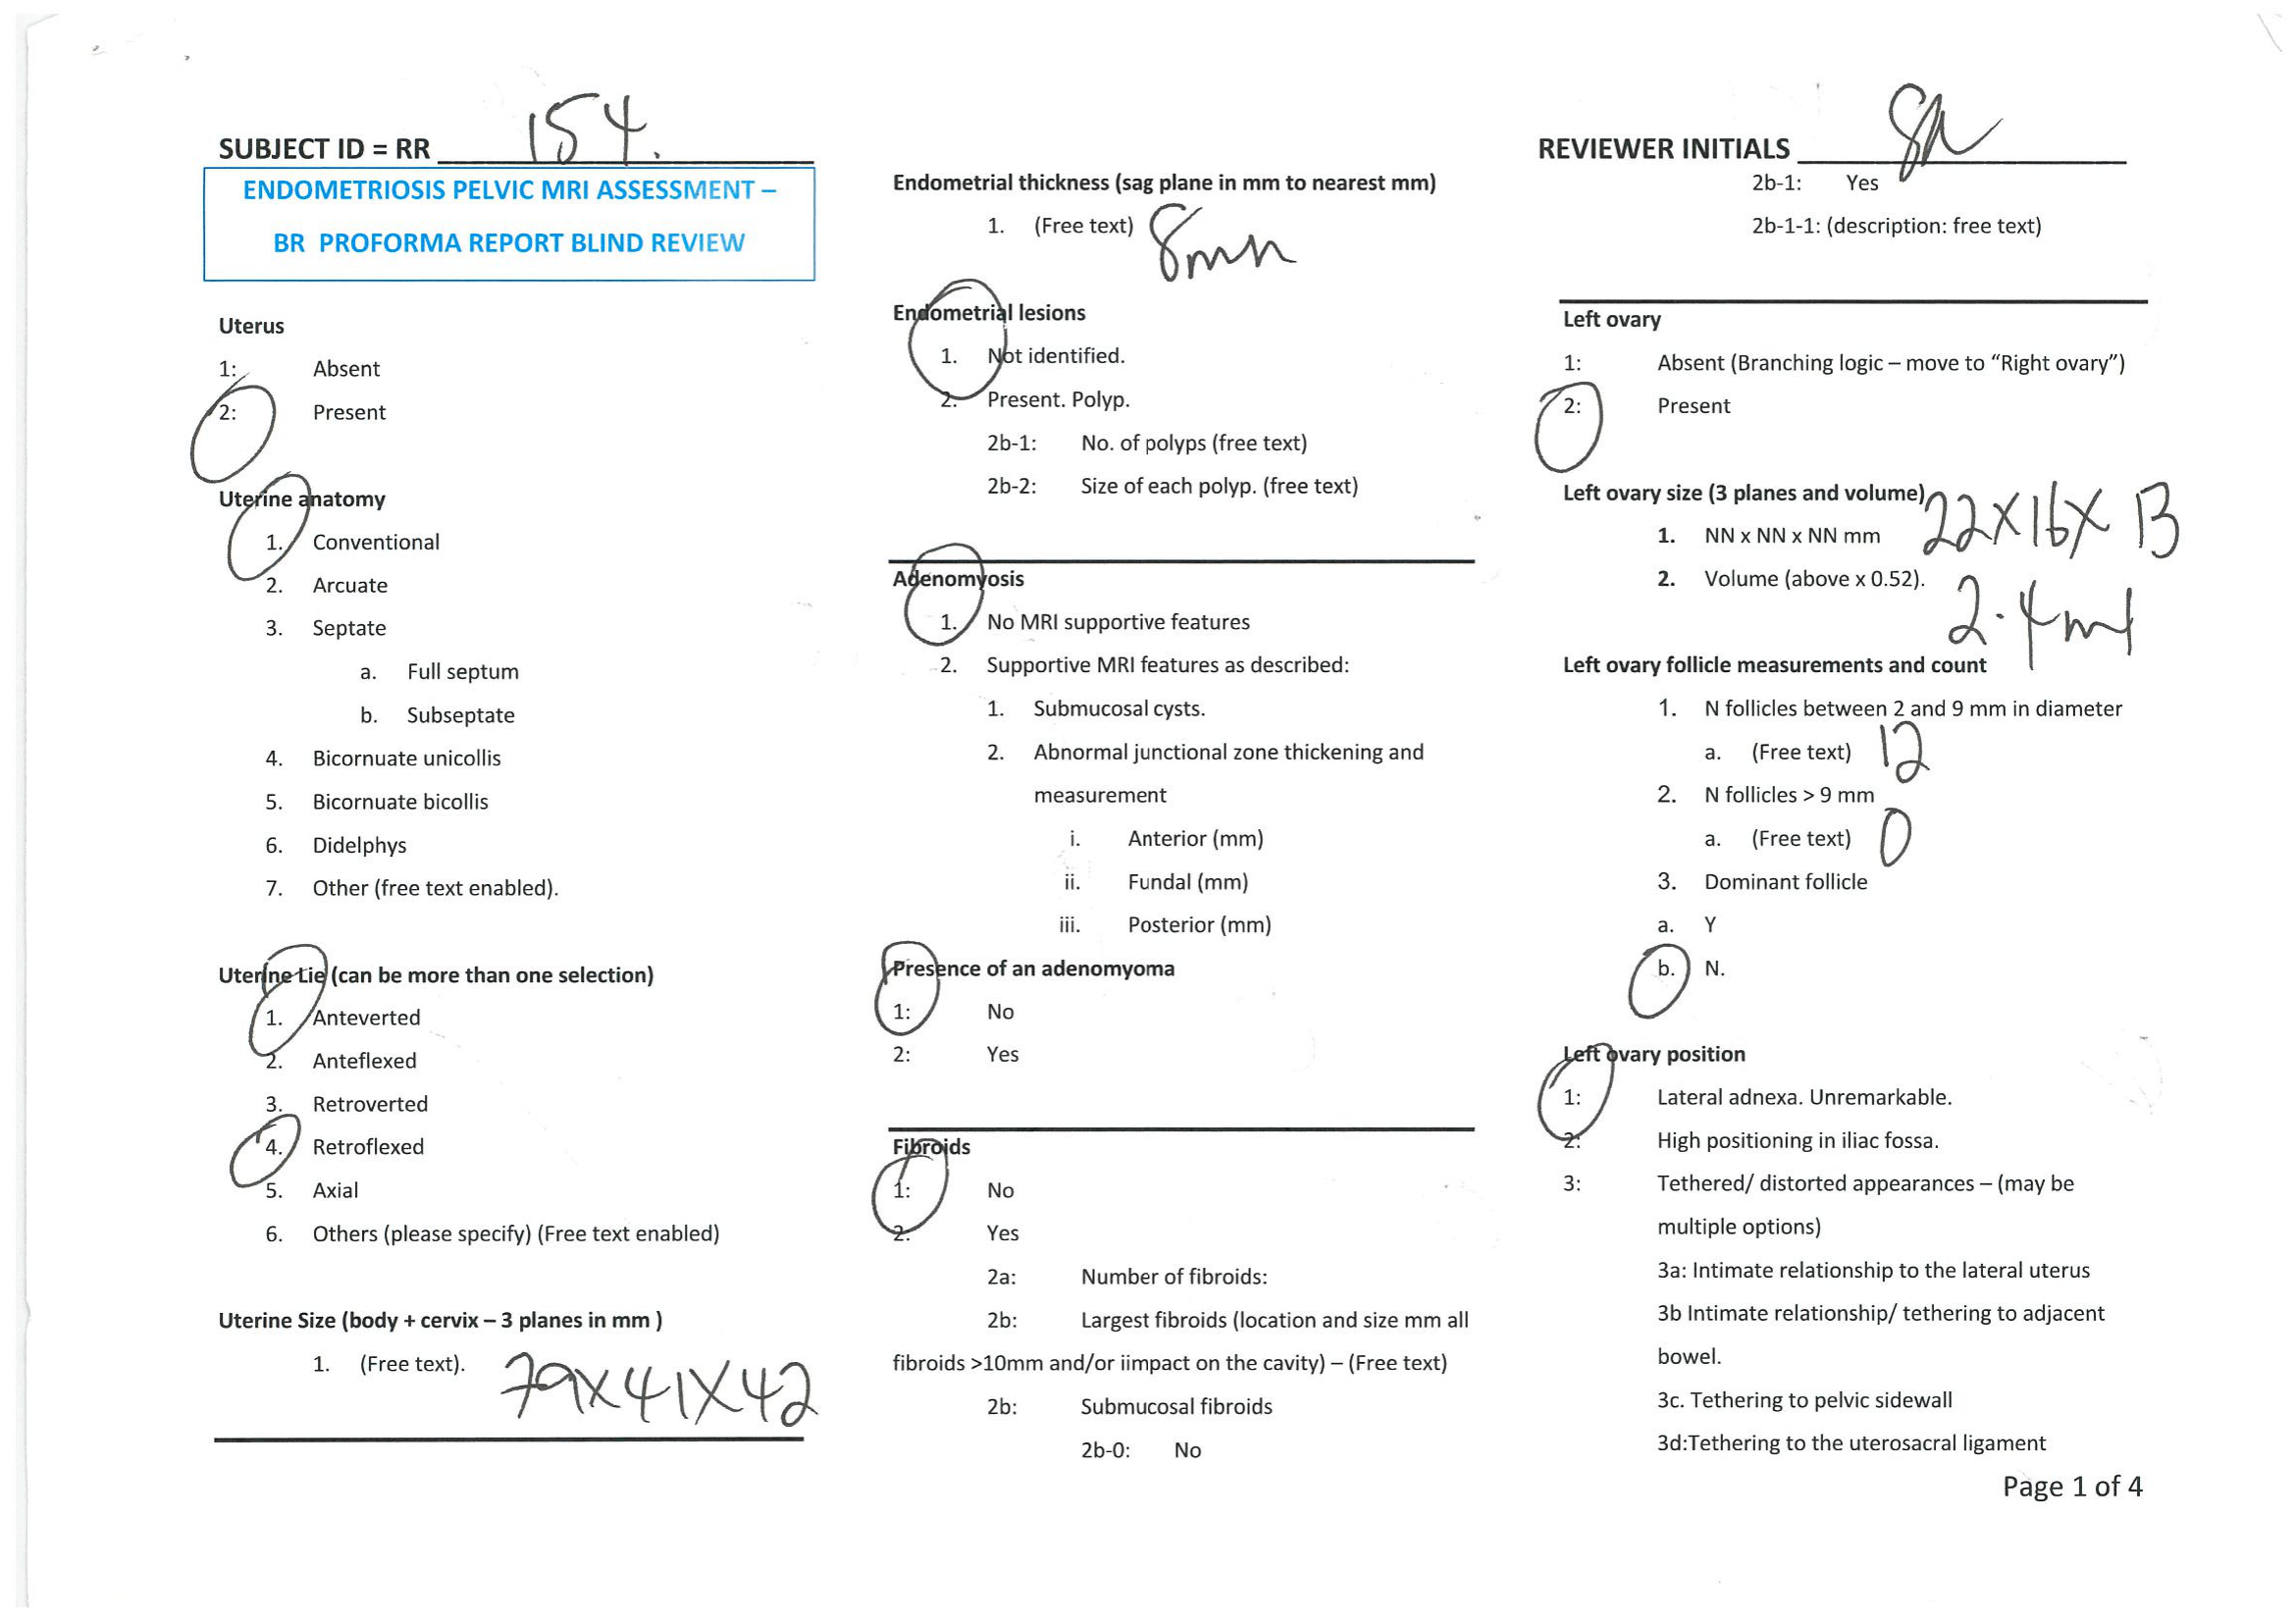 SUBJECT ID = RR 154.
ENDOMETRIOSIS PELVIC MRI ASSESSMENT –
BR PROFORMA REPORT BLIND REVIEW
Uterus
1: Absent
2: Present
Uterine anatomy
1. Conventional
2. Arcuate
3. Septate
a. Full septum
b. Subseptate
4. Bicornuate unicollis
5. Bicornuate bicollis
6. Didelphys
7. Other (free text enabled).
Uterine Lie (can be more than one selection)
1. Anteverted
2. Anteflexed
3. Retroverted
4. Retroflexed
5. Axial
6. Others (please specify) (Free text enabled)
Uterine Size (body + cervix – 3 planes in mm )
1. (Free text). 79x41x42
Endometrial thickness (sag plane in mm to nearest mm)
1. (Free text) 8mm
Endometrial lesions
1. Not identified.
2. Present. Polyp.
2b-1: No. of polyps (free text)
2b-2: Size of each polyp. (free text)
Adenomyosis
1. No MRI supportive features
2. Supportive MRI features as described:
1. Submucosal cysts.
2. Abnormal junctional zone thickening and
measurement
i. Anterior (mm)
ii. Fundal (mm)
iii. Posterior (mm)
Presence of an adenomyoma
1: No
2: Yes
Fibroids
1: No
2: Yes
2a: Number of fibroids:
2b: Largest fibroids (location and size mm all
fibroids >10mm and/or iimpact on the cavity) – (Free text)
2b: Submucosal fibroids
2b-0: No
REVIEWER INITIALS
2b-1: Yes
2b-1-1: (description: free text)
Left ovary
1: Absent (Branching logic – move to “Right ovary”)
2: Present
Left ovary size (3 planes and volume)
1. NN x NN x NN mm 22x16x13
2. Volume (above x 0.52). 2.4ml
Left ovary follicle measurements and count
1. N follicles between 2 and 9 mm in diameter
a. (Free text) 12
2. N follicles > 9 mm
a. (Free text) 0
3. Dominant follicle
a. Y
b. N.
Left ovary position
1: Lateral adnexa. Unremarkable.
2: High positioning in iliac fossa.
3: Tethered/ distorted appearances – (may be
multiple options)
3a: Intimate relationship to the lateral uterus
3b Intimate relationship/ tethering to adjacent
bowel.
3c. Tethering to pelvic sidewall
3d:Tethering to the uterosacral ligament
Page 1 of 4